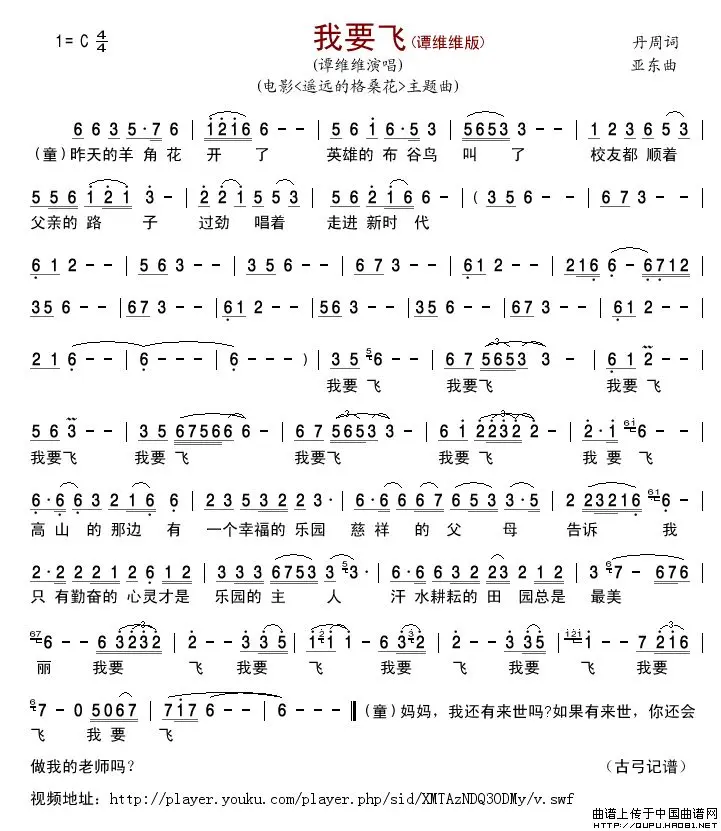 1= C 4/4
我要飞(谭维维版)
丹周词
(谭维维演唱)
亚东曲
(电影<遥远的格桑花>主题曲)
6 6 3 5·7 6 | 1216 6 - - | 5 6 1 6·5 3 | 5653 3 - - | 1 2 3 6 5 3 |
(童)昨天的羊 角 花 开 了 英雄的 布 谷鸟 叫 了 校友都 顺着
5 5 6 1 2 1 3 - | 2 2 1 5 5 3 | 5 6 2 1 6 6 - | ( 3 5 6 - - | 6 7 3 - - |
父亲的 路 子 过劲 唱着 走进 新时 代
6 1 2 - - | 5 6 3 - - | 3 5 6 - - | 6 7 3 - - | 6 1 2 - - | 2 1 6 6 - 6712 |
3 5 6 - - | 6 7 3 - - | 6 1 2 - - | 5 6 3 - - | 3 5 6 - - | 6 7 3 - - | 6 1 2 - - |
2 1 6 - - | 6 - - - | 6 - - - ) | 3 5 5 6 - - | 6 7 5653 3 - | 6 1 2 - - |
我要 飞 我要飞 我要 飞
5 6 3 - - | 3 5 67566 6 - | 6 7 5653 3 - | 6 1 2232 2 - | 2·1 61 6 - - |
我要飞 我要 飞 我要飞 我要 飞 我 要 飞
6·6 6 3 2 1 6 6 | 2 3 5 3 2 2 3· | 6·6 6 7 6 5 3 3·5 | 2 23216 61 6 - |
高 山 的 那边 有 一个幸福的 乐园 慈 祥 的 父 母 告诉 我
2·2 2 2 1 2 6 1 2 | 3 3 3 6753 3 5 3· | 6·6 6 3 2 23 2 1 2 | 3 6 7 - 676 |
只 有勤奋的 心灵才是 乐园的 主 人 汗 水耕耘的 田 园总是 最美
67 6 - - 6 3232 | 2 - - 3 3 5 | 1 2 1 1 - 6 3 3 2 | 2 - - 3 3 5 | 121 1 - - 7 216 |
丽 我要 飞 我要 飞 我要 飞 我要 飞 我要
6 7 - 0 5067 | 7 1 7 6 - - | 6 - - - ‖ (童)妈妈,我还有来世吗?如果有来世,你还会
飞 我 要 飞
做我的老师吗? (古弓记谱)
视频地址:http://player.youku.com/player.php/sid/XMTAzNDQ3ODMy/v.swf
曲谱上传于中国曲谱网
HTTP://QUPU.HAO81.NET